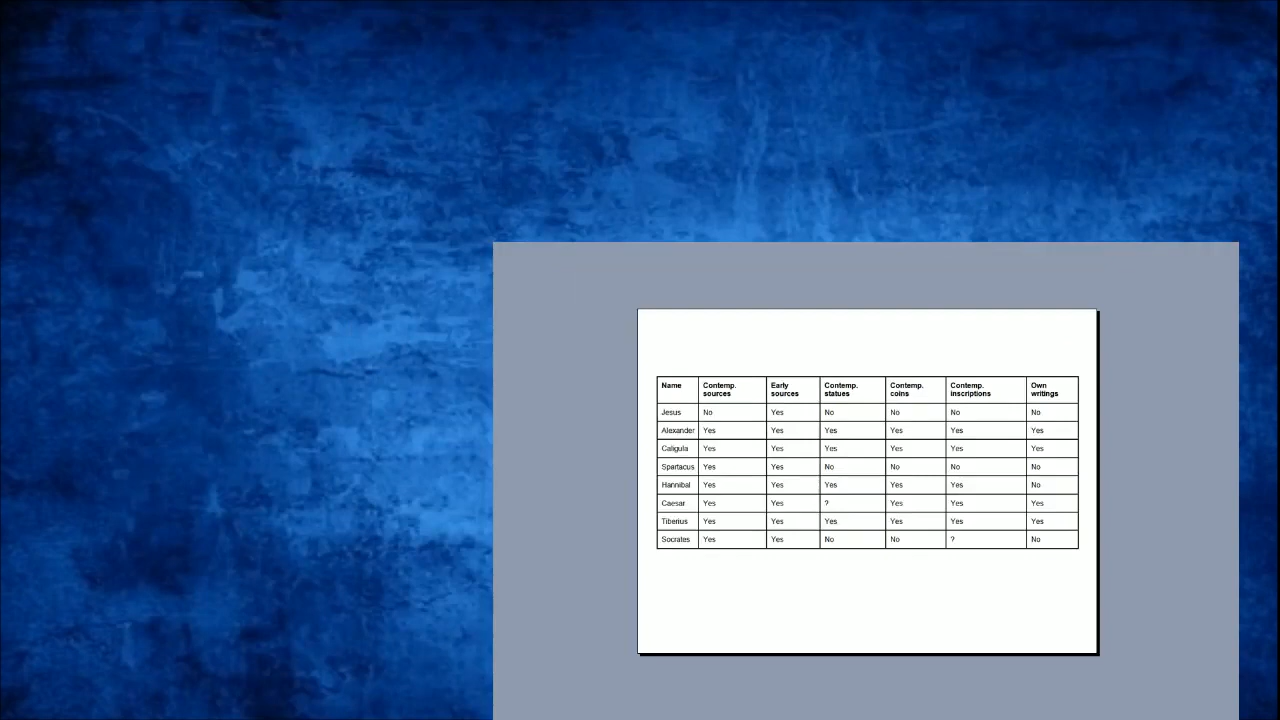 Name Contemp. sources Early sources Contemp. statues Contemp. coins Contemp. inscriptions Own writings
Jesus No Yes No No No No
Alexander Yes Yes Yes Yes Yes Yes
Caligula Yes Yes Yes Yes Yes Yes
Spartacus Yes Yes No No No No
Hannibal Yes Yes Yes Yes Yes No
Caesar Yes Yes ? Yes Yes Yes
Tiberius Yes Yes Yes Yes Yes Yes
Socrates Yes Yes No No ? No